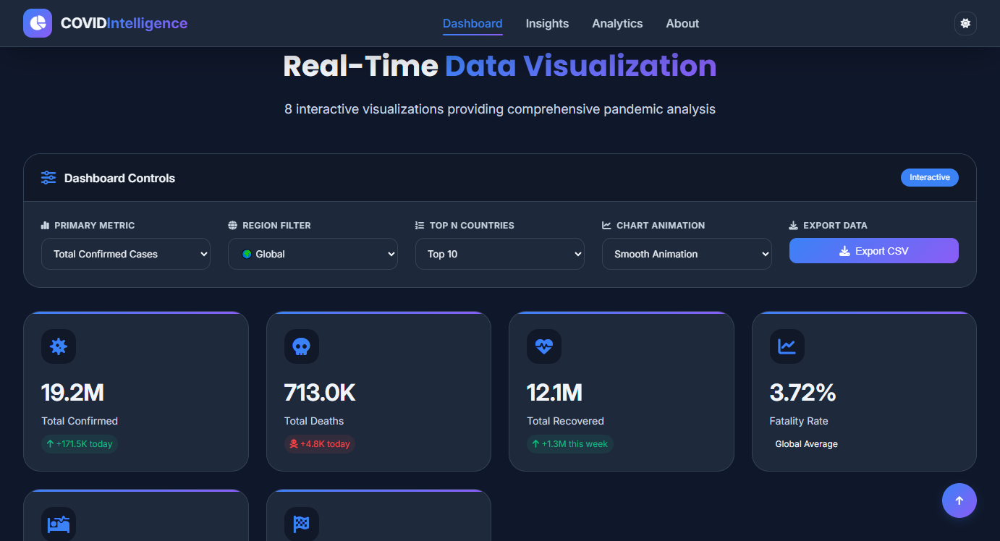 COVIDIntelligence
Dashboard Insights Analytics About
Real-Time Data Visualization
8 interactive visualizations providing comprehensive pandemic analysis
Dashboard Controls
Interactive
PRIMARY METRIC
Total Confirmed Cases
REGION FILTER
Global
TOP N COUNTRIES
Top 10
CHART ANIMATION
Smooth Animation
EXPORT DATA
Export CSV
19.2M
Total Confirmed
+171.5K today
713.0K
Total Deaths
+4.8K today
12.1M
Total Recovered
+1.3M this week
3.72%
Fatality Rate
Global Average